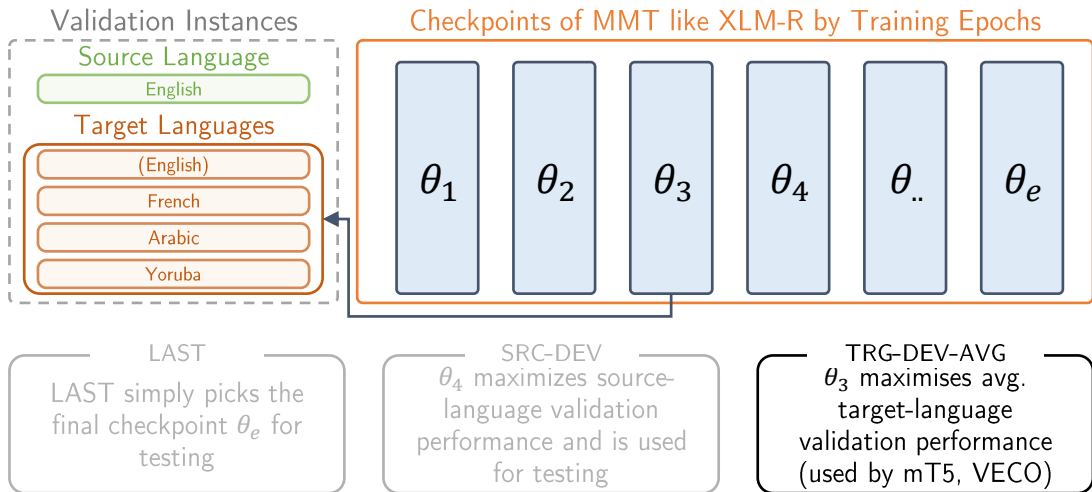 Validation Instances
Source Language
English
Target Languages
(English)
French
Arabic
Yoruba
Checkpoints of MMT like XLM-R by Training Epochs
θ1
θ2
θ3
θ4
θ..
θe
LAST
LAST simply picks the
final checkpoint θe for
testing
SRC-DEV
θ4 maximizes source-
language validation
performance and is used
for testing
TRG-DEV-AVG
θ3 maximises avg.
target-language
validation performance
(used by mT5, VECO)